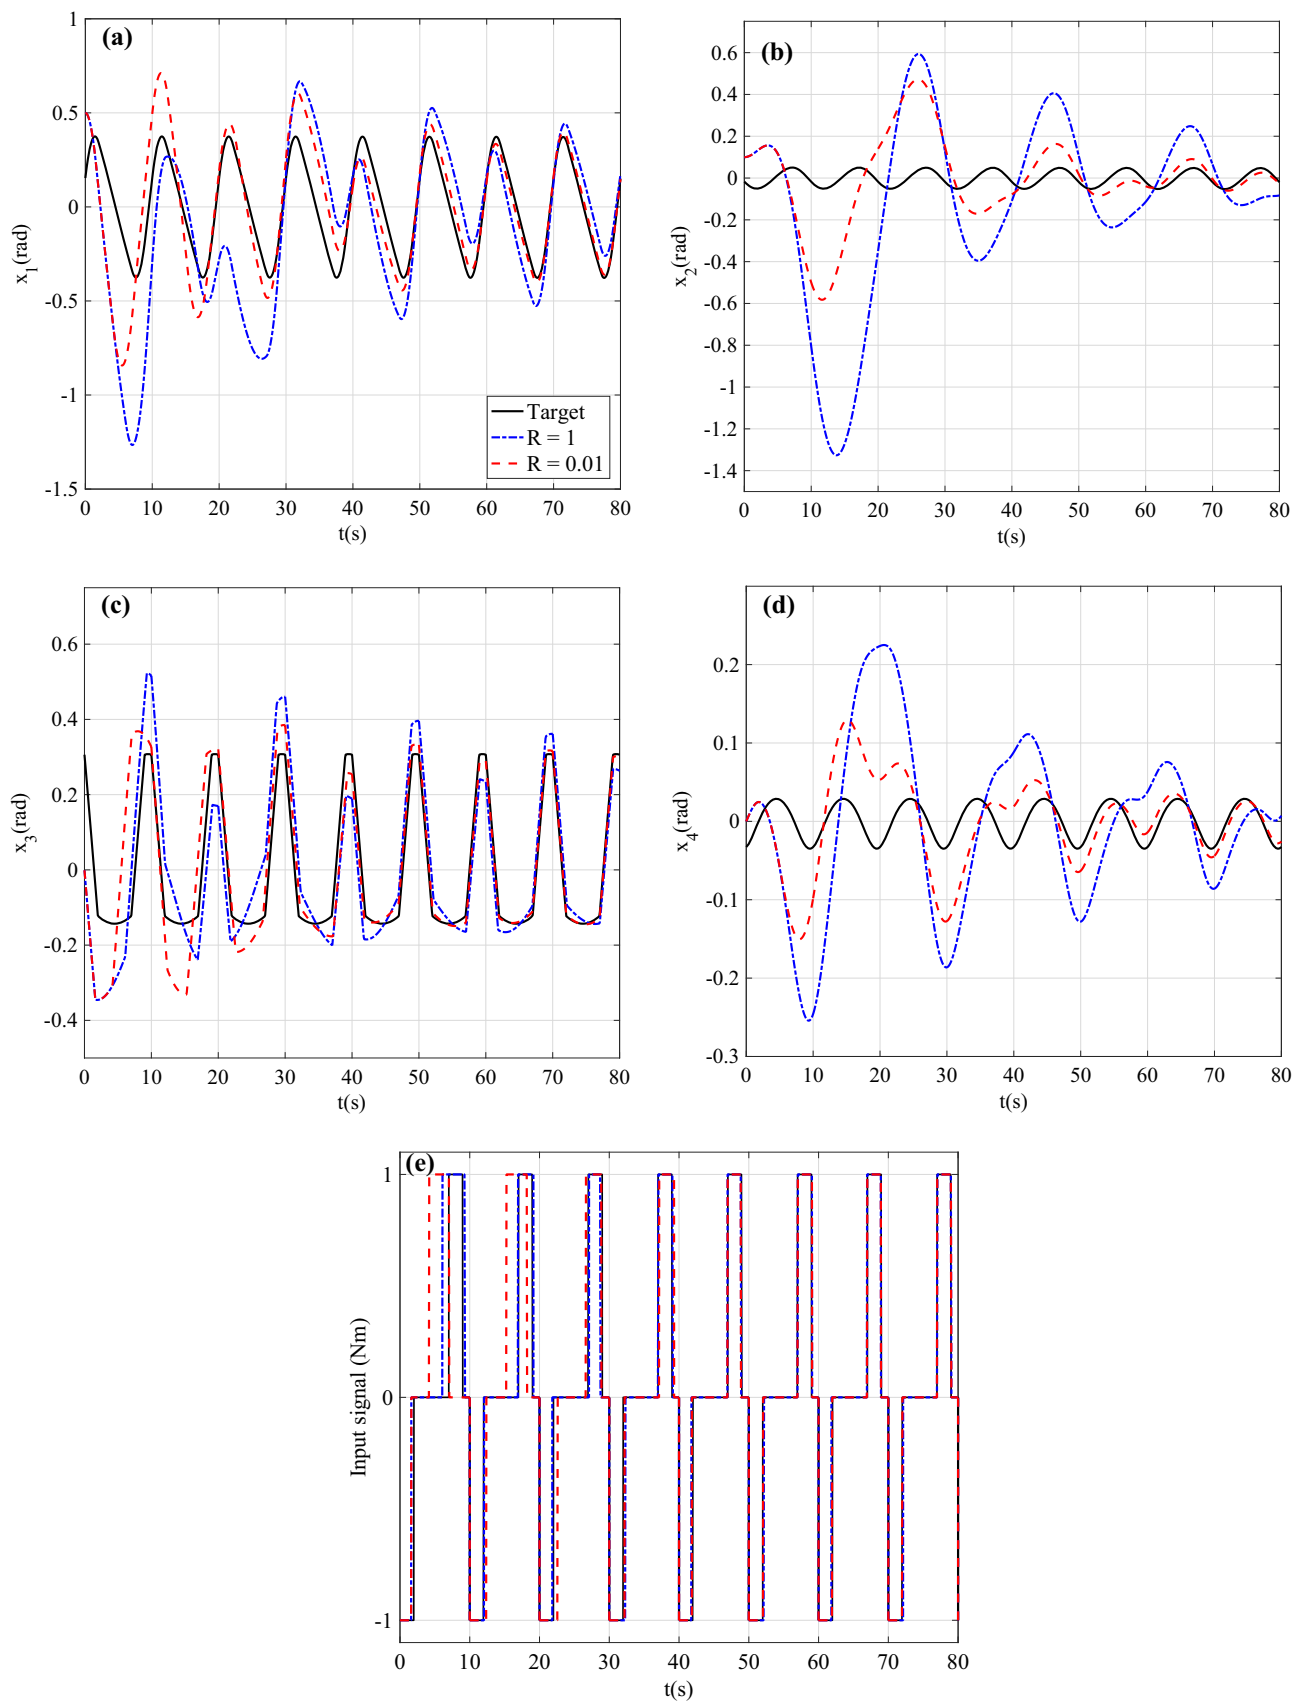 (a)
1
0.5
0
-0.5
-1
-1.5
x1(rad)
0 10 20 30 40 50 60 70 80
t(s)
Target
R = 1
R = 0.01
(b)
0.6
0.4
0.2
0
-0.2
-0.4
-0.6
-0.8
-1
-1.2
-1.4
x2(rad)
0 10 20 30 40 50 60 70 80
t(s)
(c)
0.6
0.4
0.2
0
-0.2
-0.4
x3(rad)
0 10 20 30 40 50 60 70 80
t(s)
(d)
0.2
0.1
0
-0.1
-0.2
-0.3
x4(rad)
0 10 20 30 40 50 60 70 80
t(s)
(e)
1
0
-1
Input signal (Nm)
0 10 20 30 40 50 60 70 80
t(s)